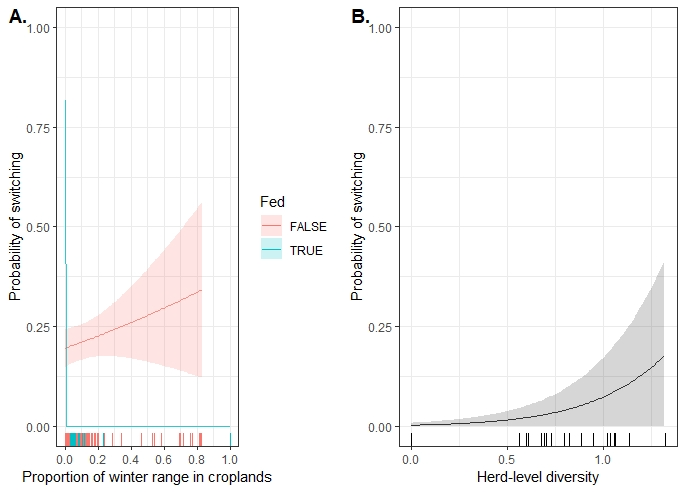 A.
Probability of switching
1.00
0.75
0.50
0.25
0.00
0.0 0.2 0.4 0.6 0.8 1.0
Proportion of winter range in croplands
Fed
FALSE
TRUE
B.
Probability of switching
1.00
0.75
0.50
0.25
0.00
0.0 0.5 1.0
Herd-level diversity